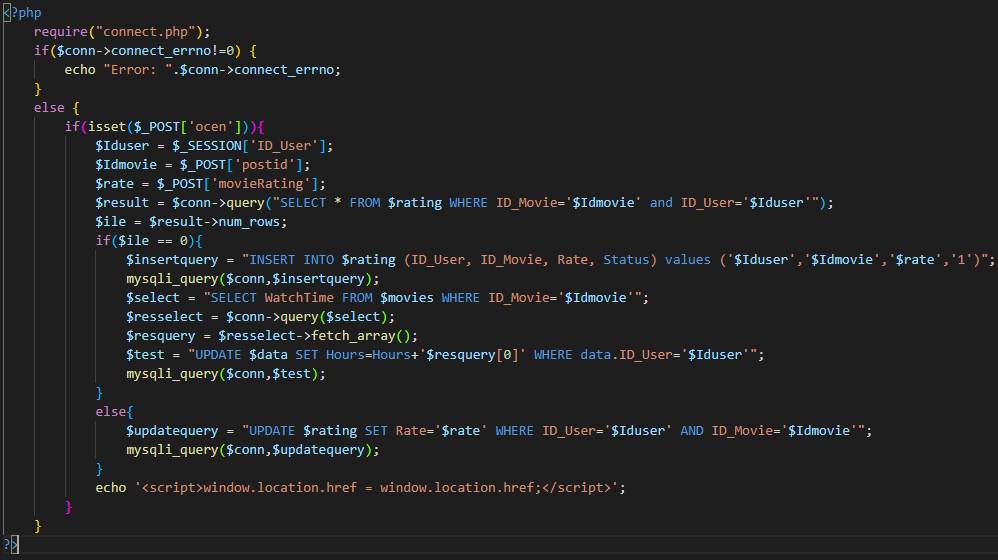 <?php
require("connect.php");
if($conn->connect_errno!=0) {
echo "Error: ".$conn->connect_errno;
}
else {
if(isset($_POST['ocen'])){
$Iduser = $_SESSION['ID_User'];
$Idmovie = $_POST['postid'];
$rate = $_POST['movieRating'];
$result = $conn->query("SELECT * FROM $rating WHERE ID_Movie='$Idmovie' and ID_User='$Iduser'");
$ile = $result->num_rows;
if($ile == 0){
$insertquery = "INSERT INTO $rating (ID_User, ID_Movie, Rate, Status) values ('$Iduser','$Idmovie','$rate','1')";
mysqli_query($conn,$insertquery);
$select = "SELECT WatchTime FROM $movies WHERE ID_Movie='$Idmovie'";
$resselect = $conn->query($select);
$resquery = $resselect->fetch_array();
$test = "UPDATE $data SET Hours=Hours+'$resquery[0]' WHERE data.ID_User='$Iduser'";
mysqli_query($conn,$test);
}
else{
$updatequery = "UPDATE $rating SET Rate='$rate' WHERE ID_User='$Iduser' AND ID_Movie='$Idmovie'";
mysqli_query($conn,$updatequery);
}
echo '<script>window.location.href = window.location.href;</script>';
}
}
?>